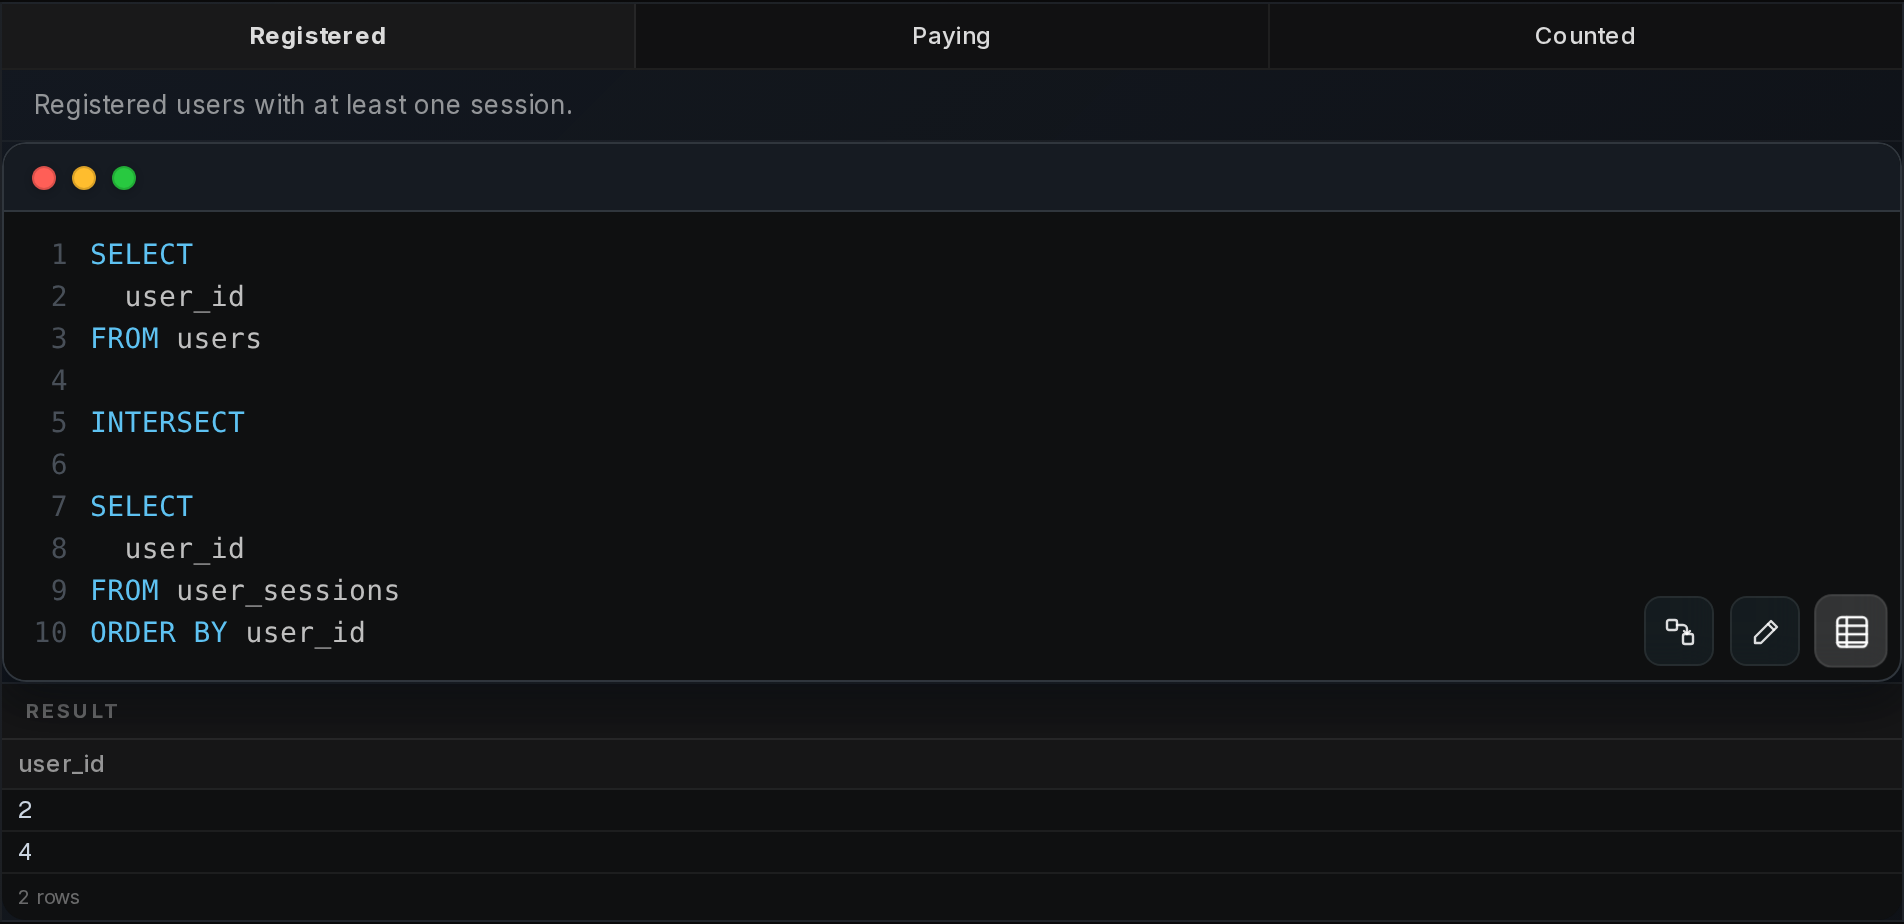 Registered
Paying
Counted
Registered users with at least one session.
1 SELECT
2   user_id
3 FROM users
4
5 INTERSECT
6
7 SELECT
8   user_id
9 FROM user_sessions
10 ORDER BY user_id
RESULT
user_id
2
4
2 rows